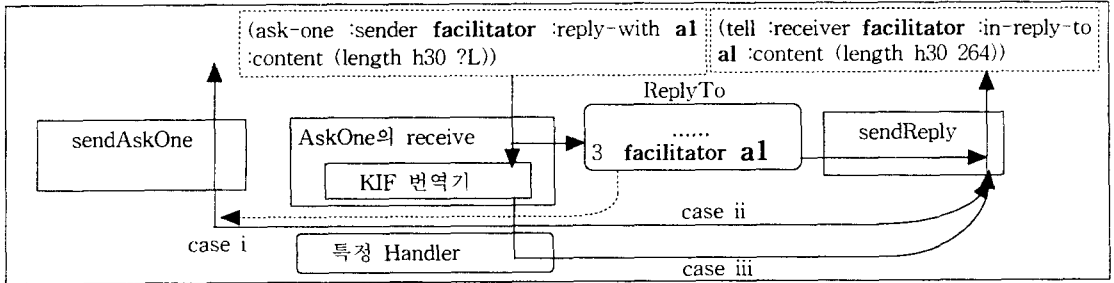 (ask-one :sender facilitator :reply-with a1
:content (length h30 ?L))
(tell :receiver facilitator :in-reply-to
a1 :content (length h30 264))
ReplyTo
sendAskOne
AskOne의 receive
KIF 번역기
......
3 facilitator a1
sendReply
case i
case ii
특정 Handler
case iii